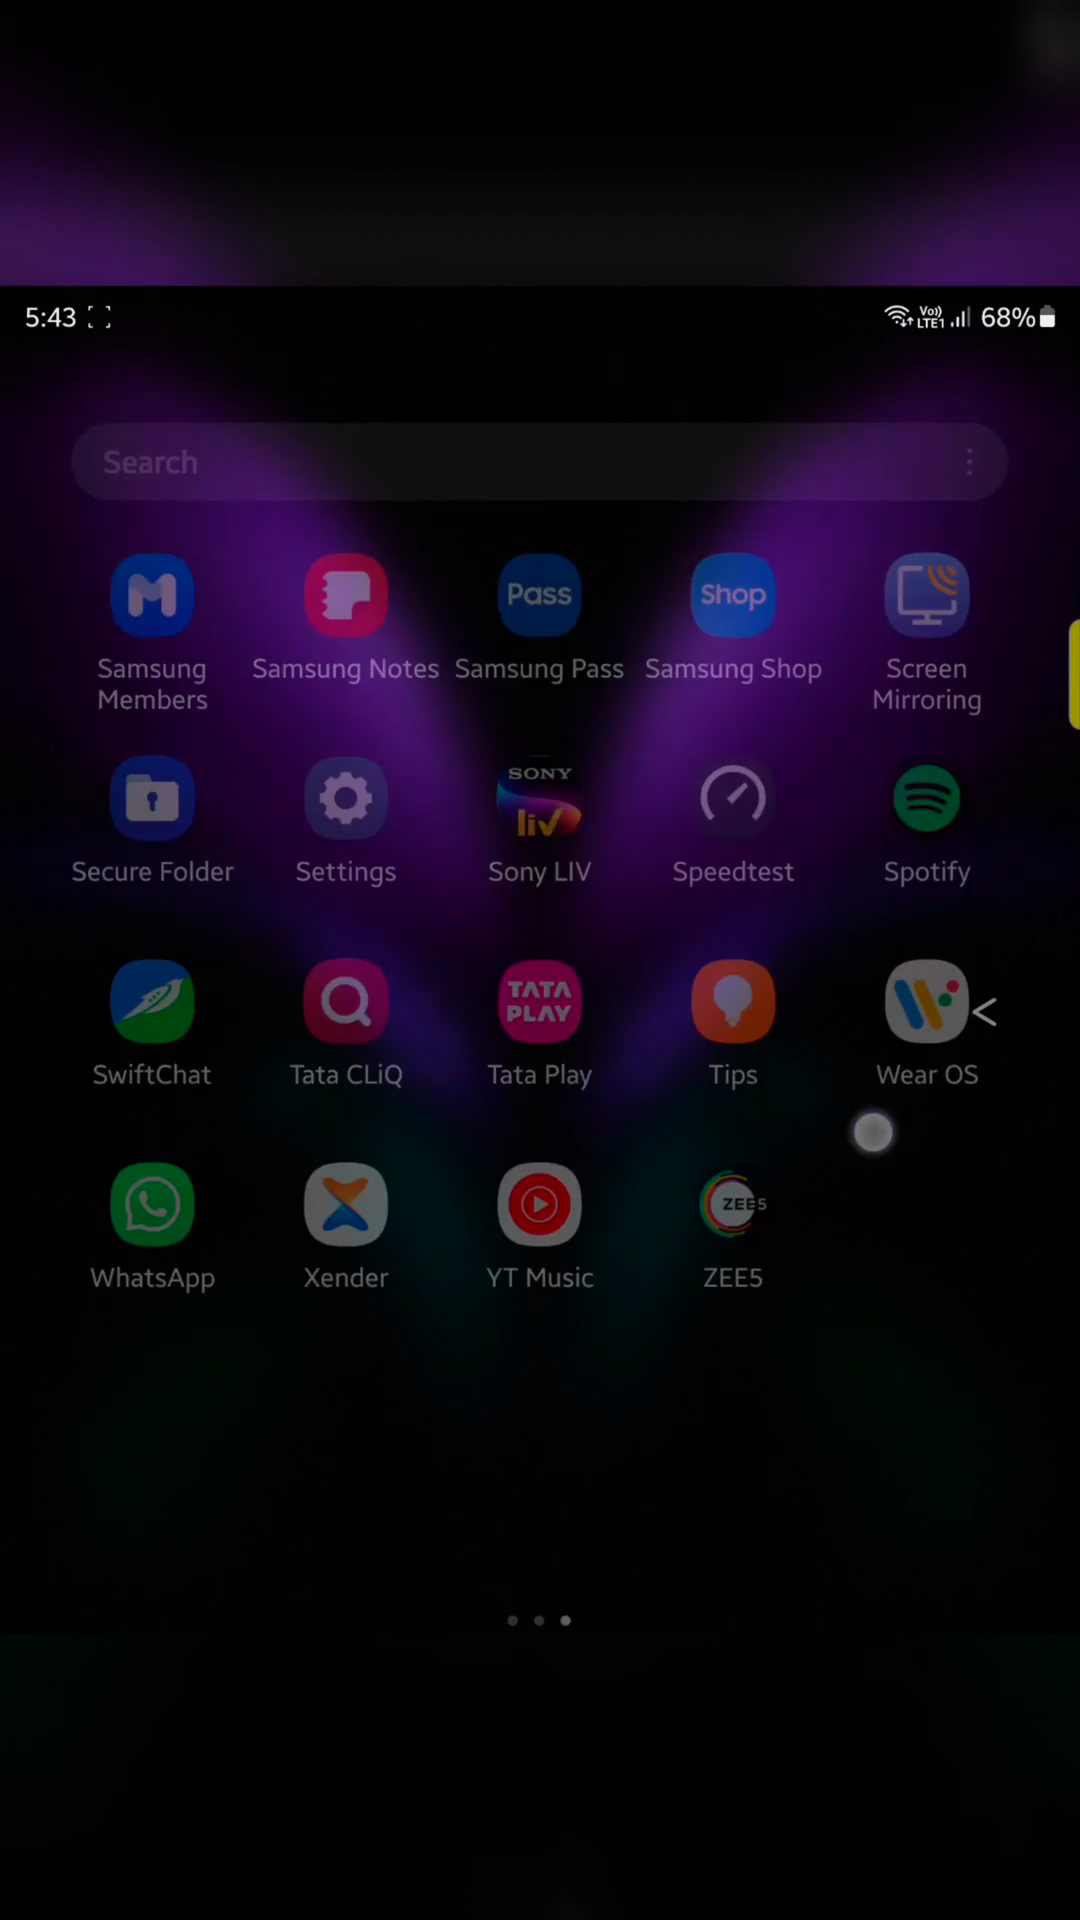 5:43 Vo)) LTE1 68%
Search
Pass Shop
Samsung Members Samsung Notes Samsung Pass Samsung Shop Screen Mirroring
SONY
liv
Secure Folder Settings Sony LIV Speedtest Spotify
TATA
PLAY
SwiftChat Tata CLiQ Tata Play Tips Wear OS
ZEE5
WhatsApp Xender YT Music ZEE5